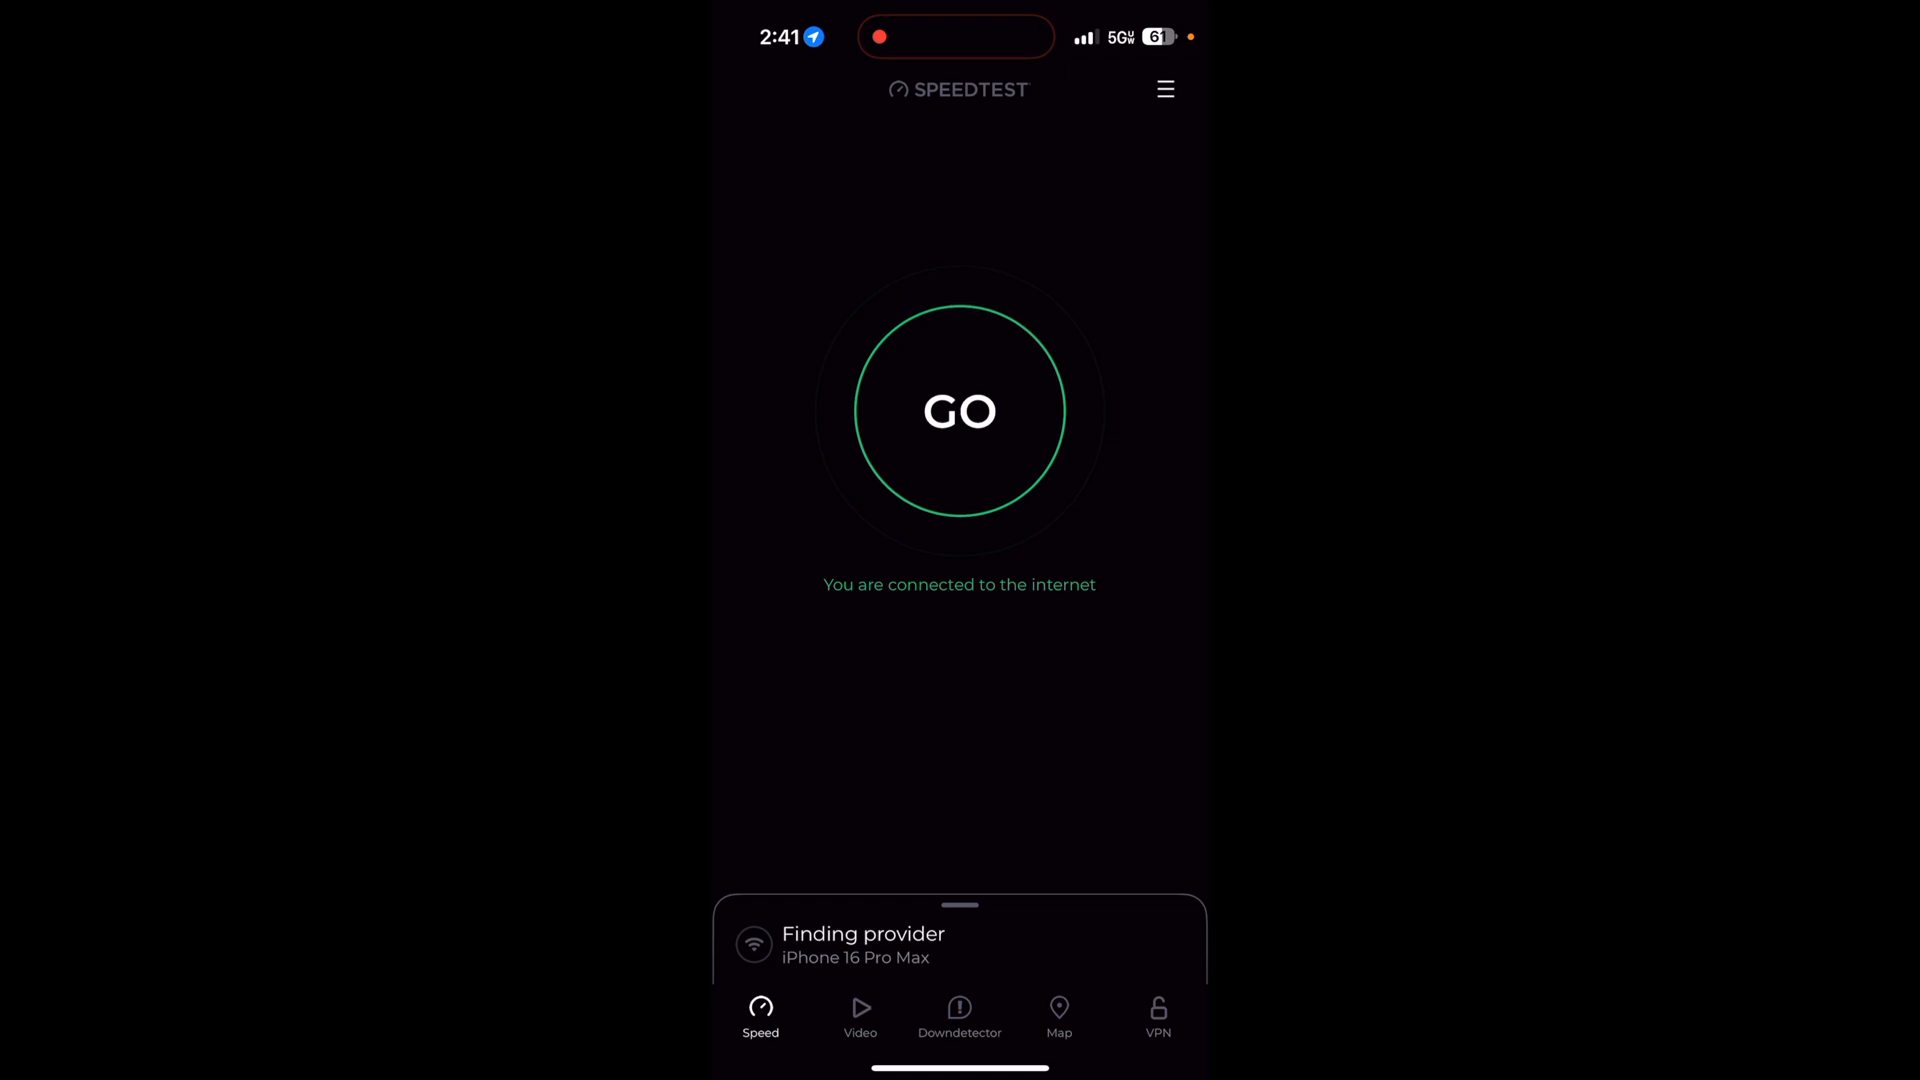 2:41
5GUW
61
SPEEDTEST
GO
You are connected to the internet
Finding provider
iPhone 16 Pro Max
Speed
Video
Downdetector
Map
VPN